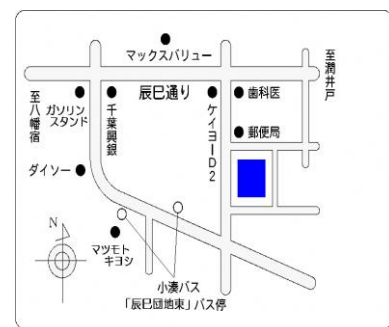 マックスバリュー
至潤井戸
辰巳通り
至八幡宿
ガソリン
スタンド
千葉興銀
ケイヨーD2
歯科医
郵便局
ダイソー
N
マツモト
キヨシ
小湊バス
「辰巳団地東」バス停